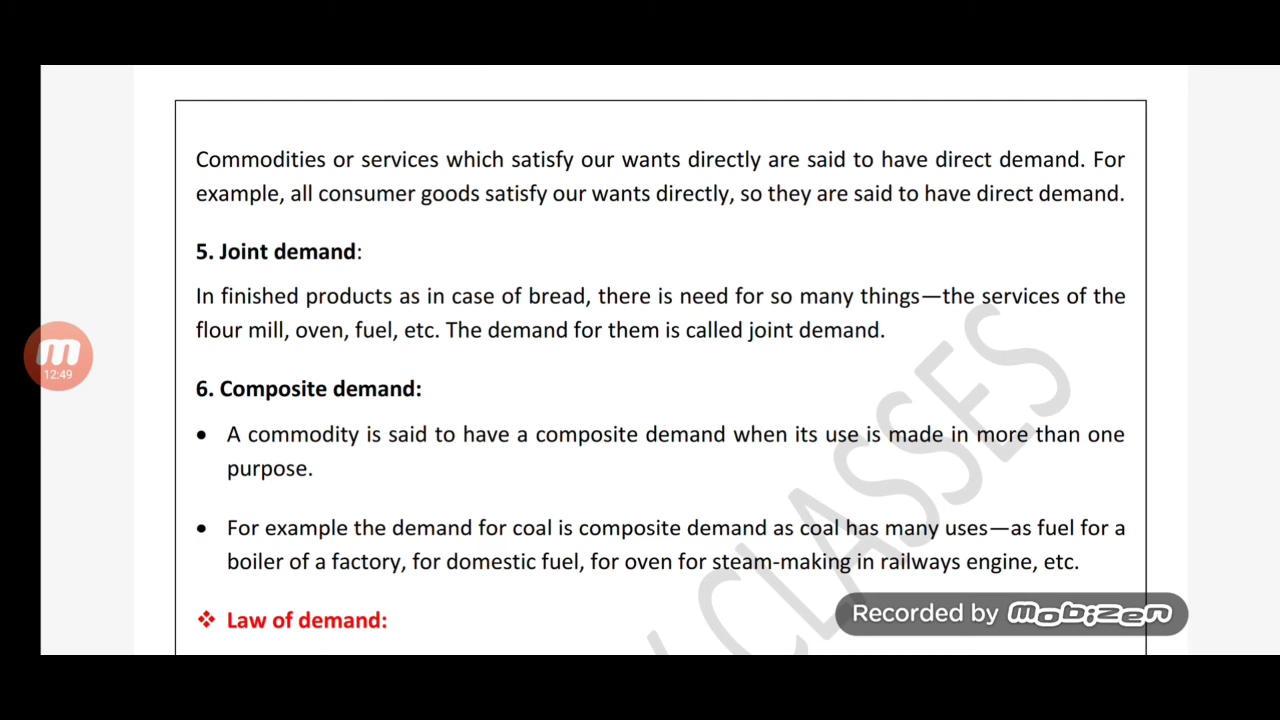 Commodities or services which satisfy our wants directly are said to have direct demand. For
example, all consumer goods satisfy our wants directly, so they are said to have direct demand.
5. Joint demand:
In finished products as in case of bread, there is need for so many things—the services of the
flour mill, oven, fuel, etc. The demand for them is called joint demand.
12:49
6. Composite demand:
• A commodity is said to have a composite demand when its use is made in more than one
purpose.
• For example the demand for coal is composite demand as coal has many uses—as fuel for a
boiler of a factory, for domestic fuel, for oven for steam-making in railways engine, etc.
❖ Law of demand:
CLASSES
Recorded by mobizen